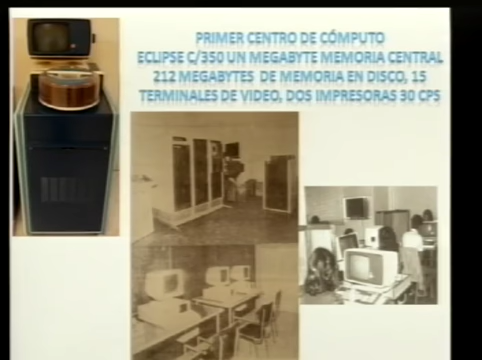 PRIMER CENTRO DE CÓMPUTO
ECLIPSE C/350 UN MEGABYTE MEMORIA CENTRAL
212 MEGABYTES DE MEMORIA EN DISCO, 15
TERMINALES DE VIDEO, DOS IMPRESORAS 30 CPS